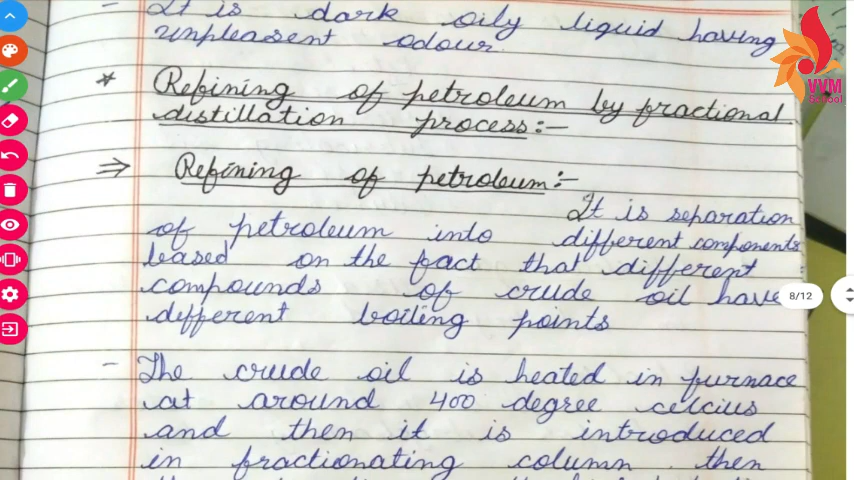 - It is dark oily liquid having
unpleasent odour.
* Refining of petroleum by fractional
distillation process:-
⇒ Refining of petroleum:-
It is separation
of petroleum into different components
based on the fact that different
compounds of crude oil have
different boiling points
- The crude oil is heated in furnace
at around 400 degree celcius
and then it is introduced
in fractionating column then
VVM
School
8/12